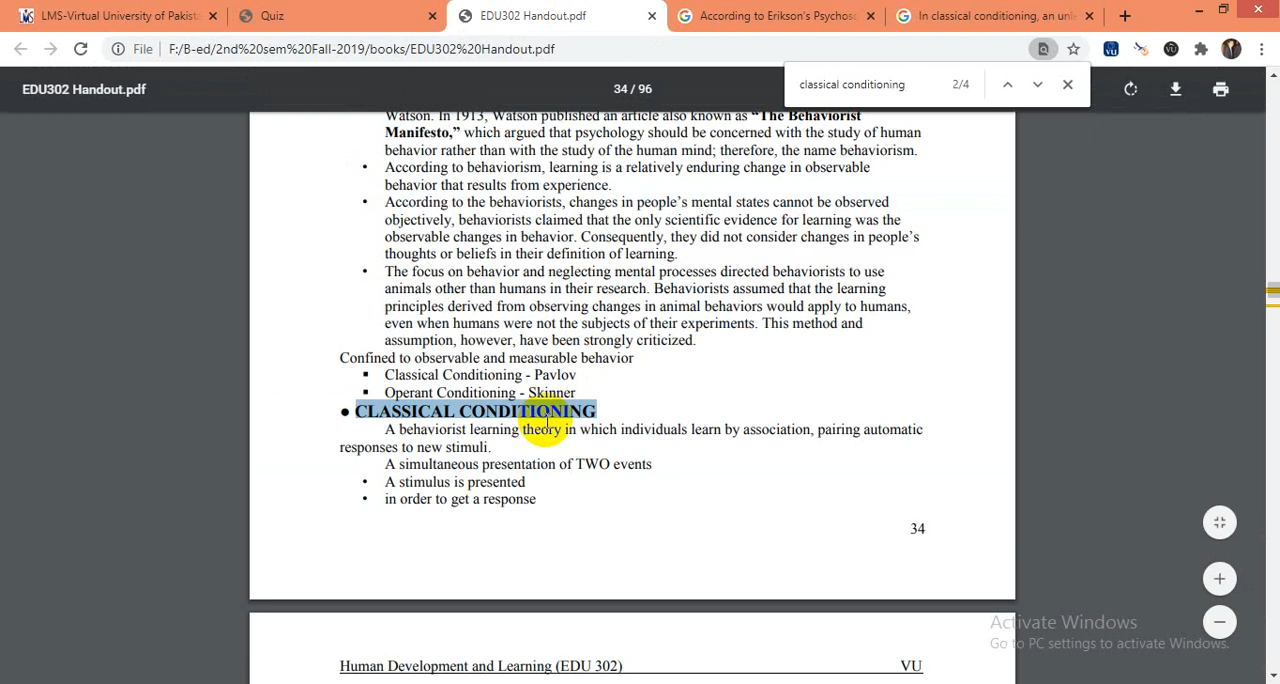 LMS-Virtual University of Pakist
Quiz
EDU302 Handout.pdf
According to Erikson's Psychoso
In classical conditioning, an un
File
F:/B-ed/2nd%20sem%20Fall-2019/books/EDU302%20Handout.pdf
EDU302 Handout.pdf
34 / 96
classical conditioning
2/4
Watson. In 1913, Watson published an article also known as “The Behaviorist
Manifesto,” which argued that psychology should be concerned with the study of human
behavior rather than with the study of the human mind; therefore, the name behaviorism.
• According to behaviorism, learning is a relatively enduring change in observable
behavior that results from experience.
• According to the behaviorists, changes in people’s mental states cannot be observed
objectively, behaviorists claimed that the only scientific evidence for learning was the
observable changes in behavior. Consequently, they did not consider changes in people’s
thoughts or beliefs in their definition of learning.
• The focus on behavior and neglecting mental processes directed behaviorists to use
animals other than humans in their research. Behaviorists assumed that the learning
principles derived from observing changes in animal behaviors would apply to humans,
even when humans were not the subjects of their experiments. This method and
assumption, however, have been strongly criticized.
Confined to observable and measurable behavior
▪ Classical Conditioning - Pavlov
▪ Operant Conditioning - Skinner
● CLASSICAL CONDITIONING
A behaviorist learning theory in which individuals learn by association, pairing automatic
responses to new stimuli.
A simultaneous presentation of TWO events
• A stimulus is presented
• in order to get a response
34
Human Development and Learning (EDU 302) VU
Activate Windows
Go to PC settings to activate Windows.